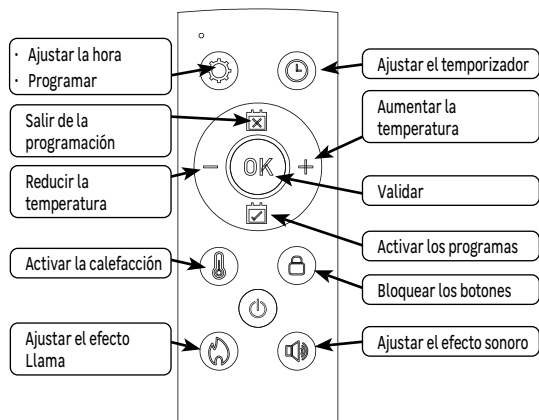 · Ajustar la hora
· Programar
Ajustar el temporizador
Salir de la
programación
Aumentar la
temperatura
OK
Reducir la
temperatura
Validar
Activar los programas
Activar la calefacción
Bloquear los botones
Ajustar el efecto
Llama
Ajustar el efecto sonoro